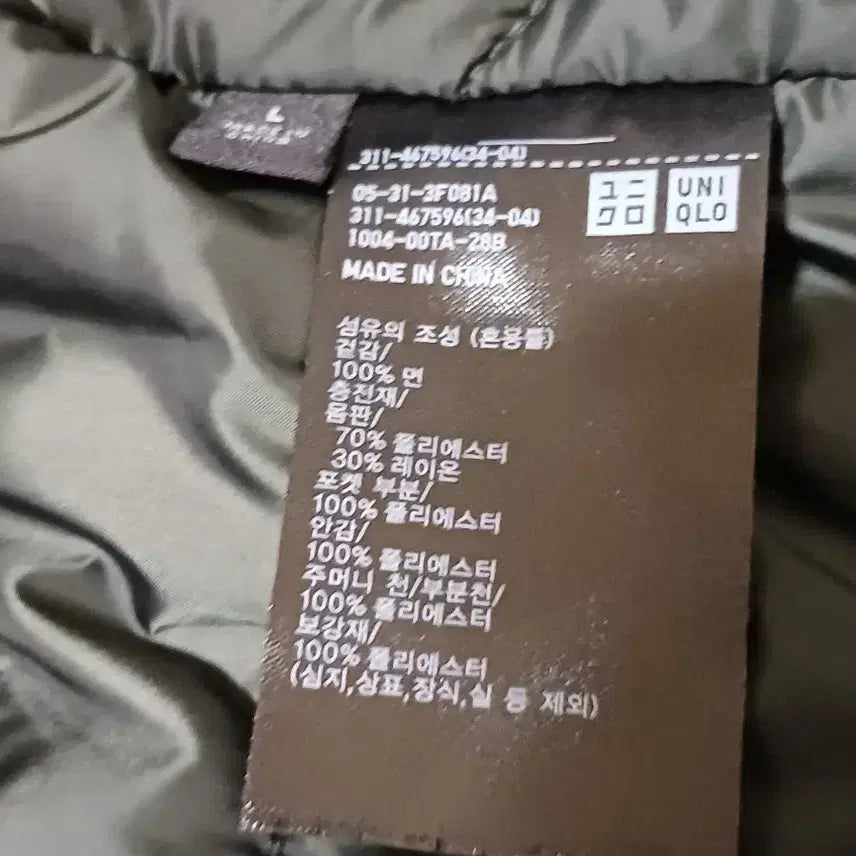 311-467596(34-04)
05-31-3F081A
311-467596(34-04)
1004-00TA-28B
ユニ
クロ
UNI
QLO
MADE IN CHINA
섬유의 조성 (혼용률)
겉감/
100% 면
충전재/
몸판/
70% 폴리에스터
30% 레이온
포켓 부분/
100% 폴리에스터
안감/
100% 폴리에스터
주머니 천/부분천/
100% 폴리에스터
보강재/
100% 폴리에스터
(심지,상표,장식,실 등 제외)